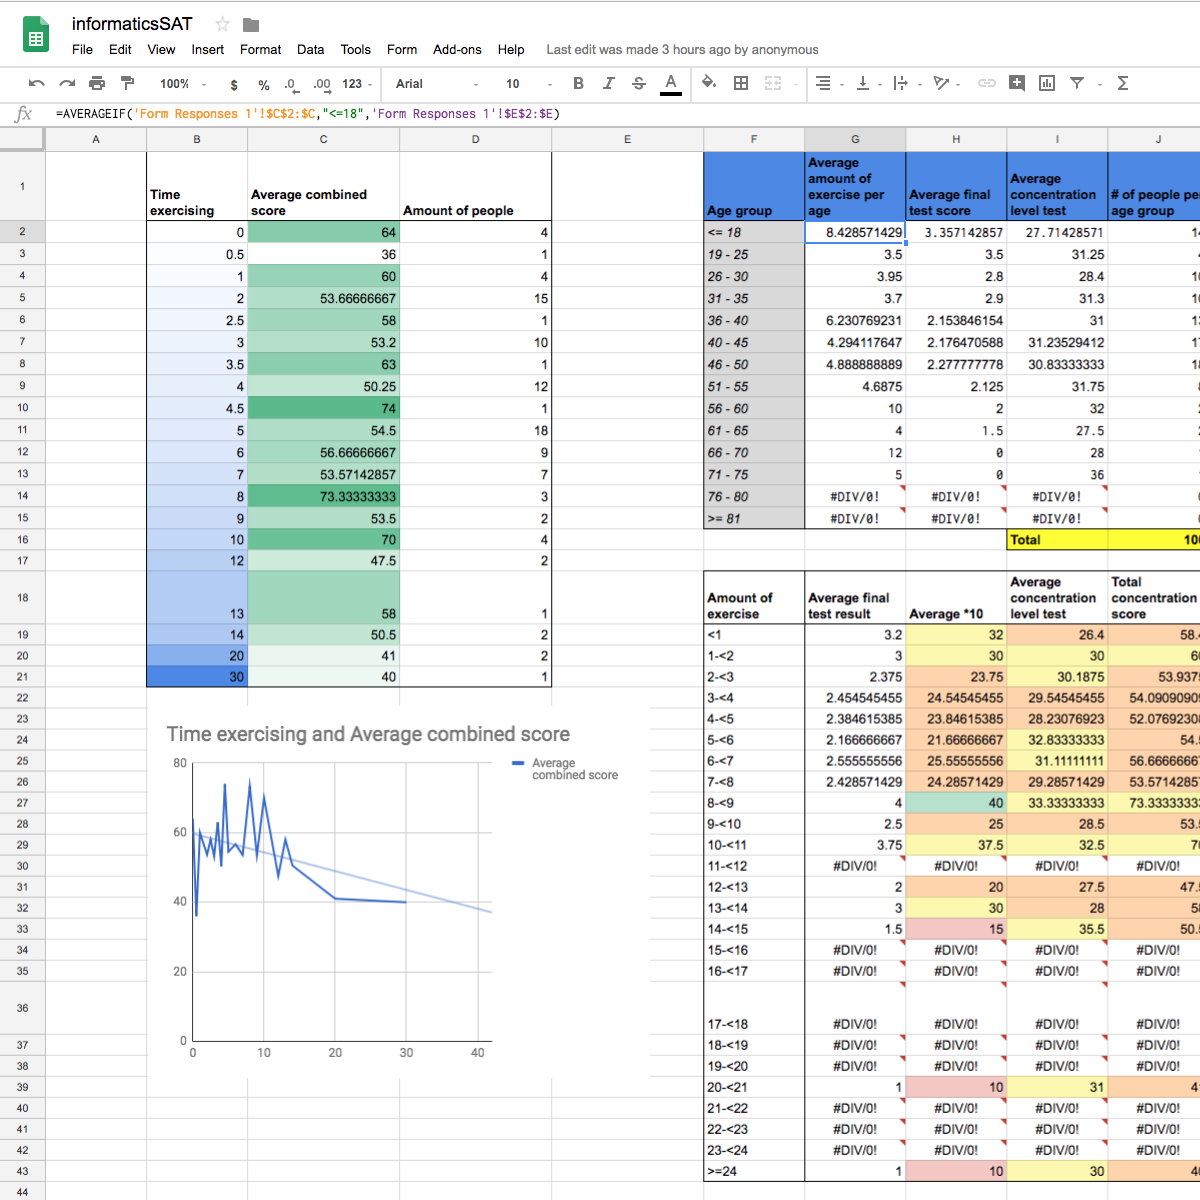 informaticsSAT
File Edit View Insert Format Data Tools Form Add-ons Help Last edit was made 3 hours ago by anonymous
100% $ % .0 .00 123 Arial 10 B I S A Σ
fx =AVERAGEIF('Form Responses 1'!$C$2:$C,"<=18",'Form Responses 1'!$E$2:$E)
A B C D E F G H I J
1 Time exercising Average combined score Amount of people Age group Average amount of exercise per age Average final test score Average concentration level test # of people per age group
2 0 64 4 <= 18 8.428571429 3.357142857 27.71428571
3 0.5 36 1 19 - 25 3.5 3.5 31.25
4 1 60 4 26 - 30 3.95 2.8 28.4
5 2 53.66666667 15 31 - 35 3.7 2.9 31.3
6 2.5 58 1 36 - 40 6.230769231 2.153846154 31
7 3 53.2 10 40 - 45 4.294117647 2.176470588 31.23529412
8 3.5 63 1 46 - 50 4.888888889 2.277777778 30.83333333
9 4 50.25 12 51 - 55 4.6875 2.125 31.75
10 4.5 74 1 56 - 60 10 2 32
11 5 54.5 18 61 - 65 4 1.5 27.5
12 6 56.66666667 9 66 - 70 12 0 28
13 7 53.57142857 7 71 - 75 5 0 36
14 8 73.33333333 3 76 - 80 #DIV/0! #DIV/0! #DIV/0!
15 9 53.5 2 >= 81 #DIV/0! #DIV/0! #DIV/0!
16 10 70 4 Total
17 12 47.5 2
18 13 58 1 Amount of exercise Average final test result Average *10 Average concentration level test Total concentration score
19 14 50.5 2 <1 3.2 32 26.4 58.
20 20 41 2 1-<2 3 30 30
21 30 40 1 2-<3 2.375 23.75 30.1875 53.937
22 3-<4 2.454545455 24.54545455 29.54545455 54.0909090
23 4-<5 2.384615385 23.84615385 28.23076923 52.0769230
24 5-<6 2.166666667 21.66666667 32.83333333 54.
25 6-<7 2.555555556 25.55555556 31.11111111 56.6666666
26 7-<8 2.428571429 24.28571429 29.28571429 53.5714285
27 8-<9 4 40 33.33333333 73.3333333
28 9-<10 2.5 25 28.5 53.
29 10-<11 3.75 37.5 32.5
30 11-<12 #DIV/0! #DIV/0! #DIV/0! #DIV/0!
31 12-<13 2 20 27.5 47.
32 13-<14 3 30 28
33 14-<15 1.5 15 35.5 50.
34 15-<16 #DIV/0! #DIV/0! #DIV/0! #DIV/0!
35 16-<17 #DIV/0! #DIV/0! #DIV/0! #DIV/0!
36 17-<18 #DIV/0! #DIV/0! #DIV/0! #DIV/0!
37 18-<19 #DIV/0! #DIV/0! #DIV/0! #DIV/0!
38 19-<20 #DIV/0! #DIV/0! #DIV/0! #DIV/0!
39 20-<21 1 10 31
40 21-<22 #DIV/0! #DIV/0! #DIV/0! #DIV/0!
41 22-<23 #DIV/0! #DIV/0! #DIV/0! #DIV/0!
42 23-<24 #DIV/0! #DIV/0! #DIV/0! #DIV/0!
43 >=24 1 10 30
44
Time exercising and Average combined score
Average
combined score
80
60
40
20
0
0 10 20 30 40